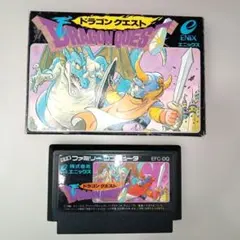 ドラゴン クエスト
DRAGON QUEST
ENIX
エニックス
ファミリーコンピュータ
EFC-DQ
株式会社
エニックス
ドラゴン クエスト